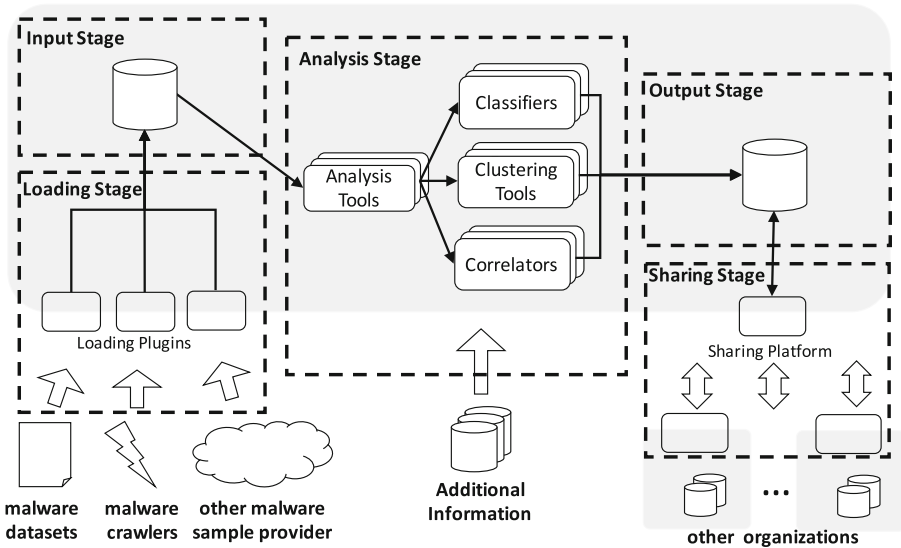 Input Stage
Analysis Stage
Classifiers
Output Stage
Loading Stage
Analysis
Tools
Clustering
Tools
Correlators
Sharing Stage
Loading Plugins
Sharing Platform
malware
datasets
malware
crawlers
other malware
sample provider
Additional
Information
...
other organizations